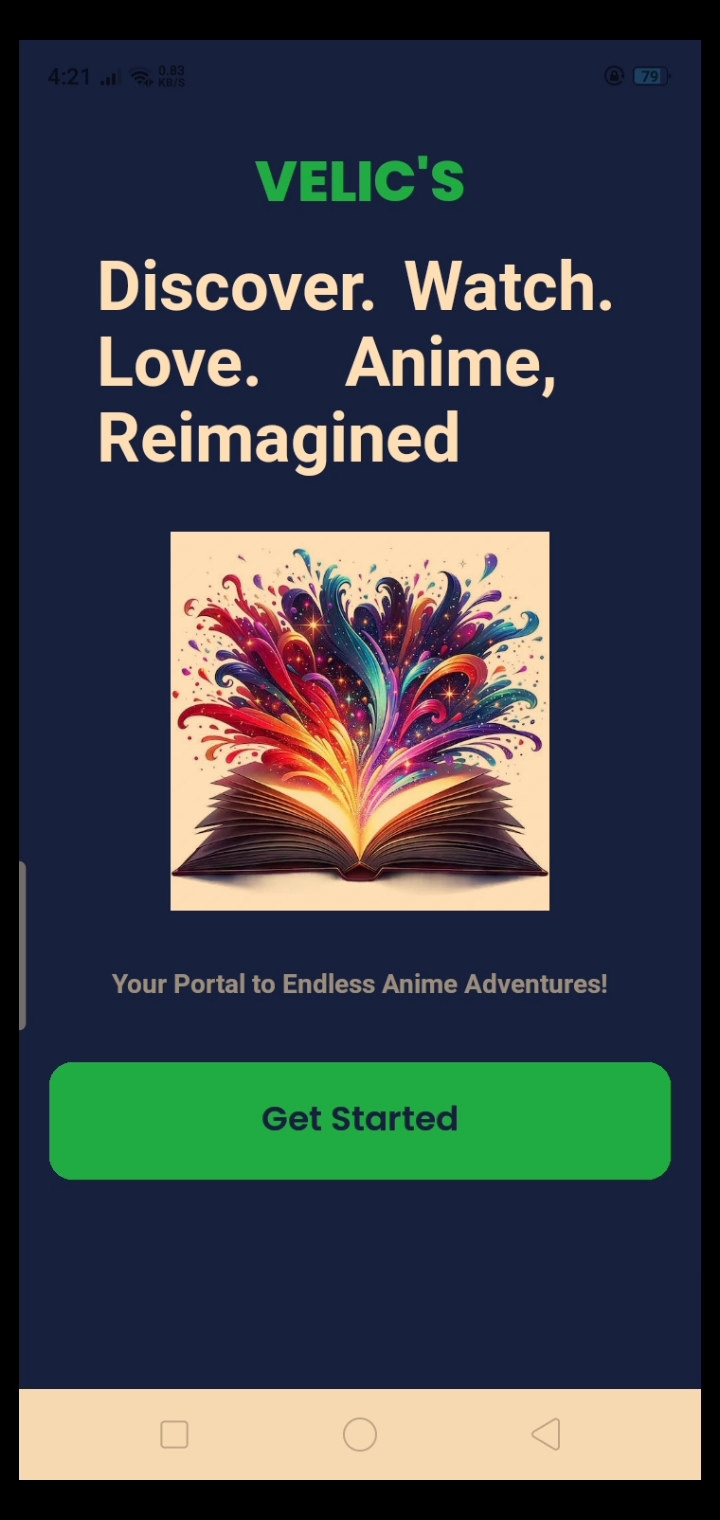 4:21 0.83 KB/S 79
VELIC'S
Discover. Watch.
Love. Anime,
Reimagined
Your Portal to Endless Anime Adventures!
Get Started